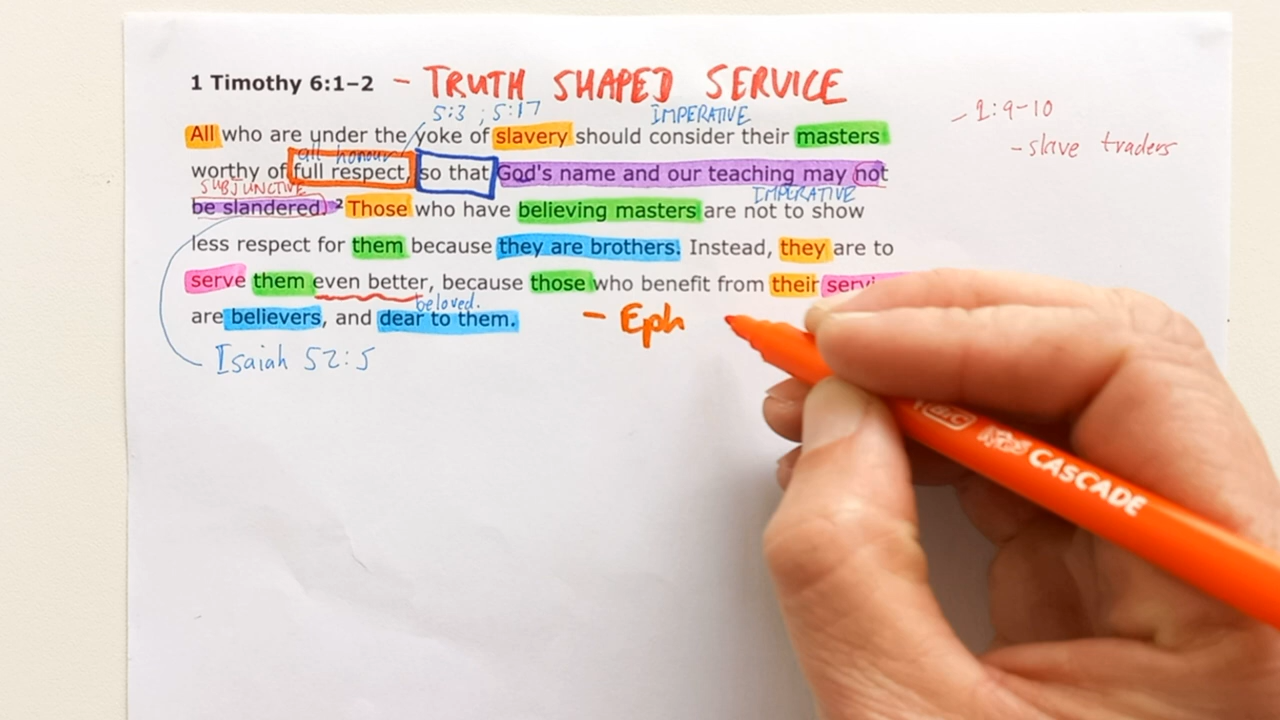 1 Timothy 6:1–2 – TRUTH SHAPED SERVICE
5:3 ; 5:17 IMPERATIVE
– 1:9-10
All who are under the yoke of slavery should consider their masters
– slave traders
all honour
worthy of full respect, so that God's name and our teaching may not
SUBJUNCTIVE IMPERATIVE
be slandered. ² Those who have believing masters are not to show
less respect for them because they are brothers. Instead, they are to
serve them even better, because those who benefit from their servi
beloved.
are believers, and dear to them. – Eph
Isaiah 52:5
BIC Kids CASCADE